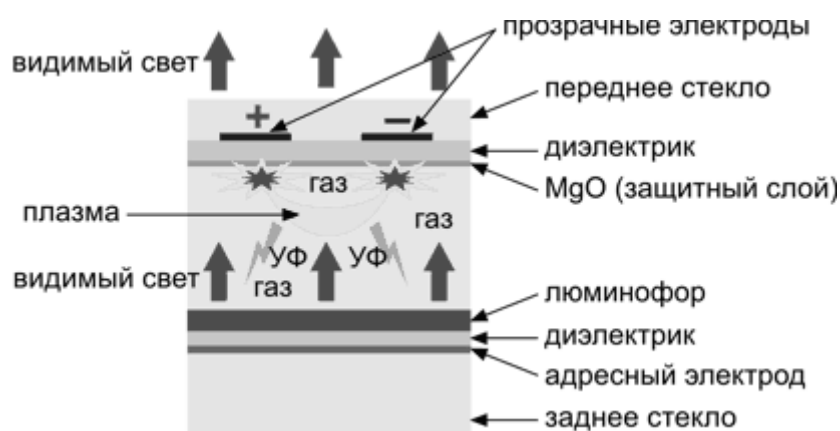 прозрачные электроды
видимый свет
переднее стекло
+
−
диэлектрик
газ
MgO (защитный слой)
плазма
газ
УФ
УФ
видимый свет
газ
люминофор
диэлектрик
адресный электрод
заднее стекло